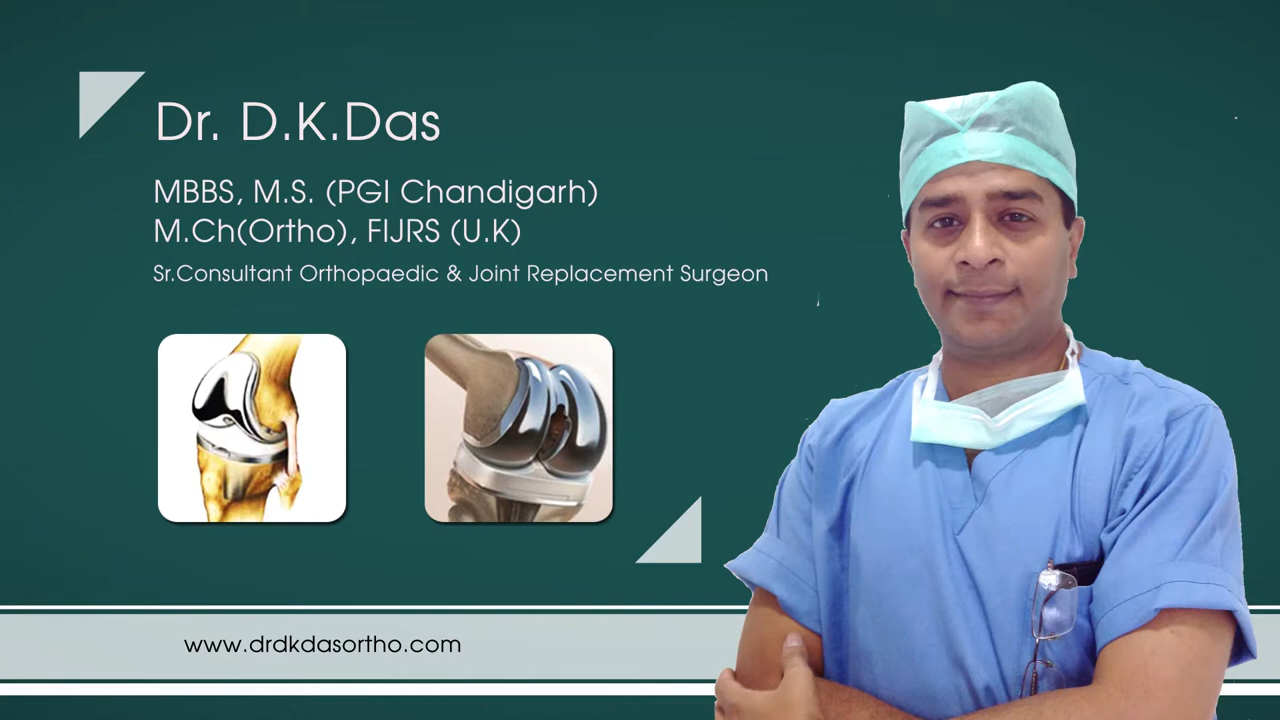 Dr. D.K.Das
MBBS, M.S. (PGI Chandigarh)
M.Ch(Ortho), FIJRS (U.K)
Sr.Consultant Orthopaedic & Joint Replacement Surgeon
www.drdkdasortho.com